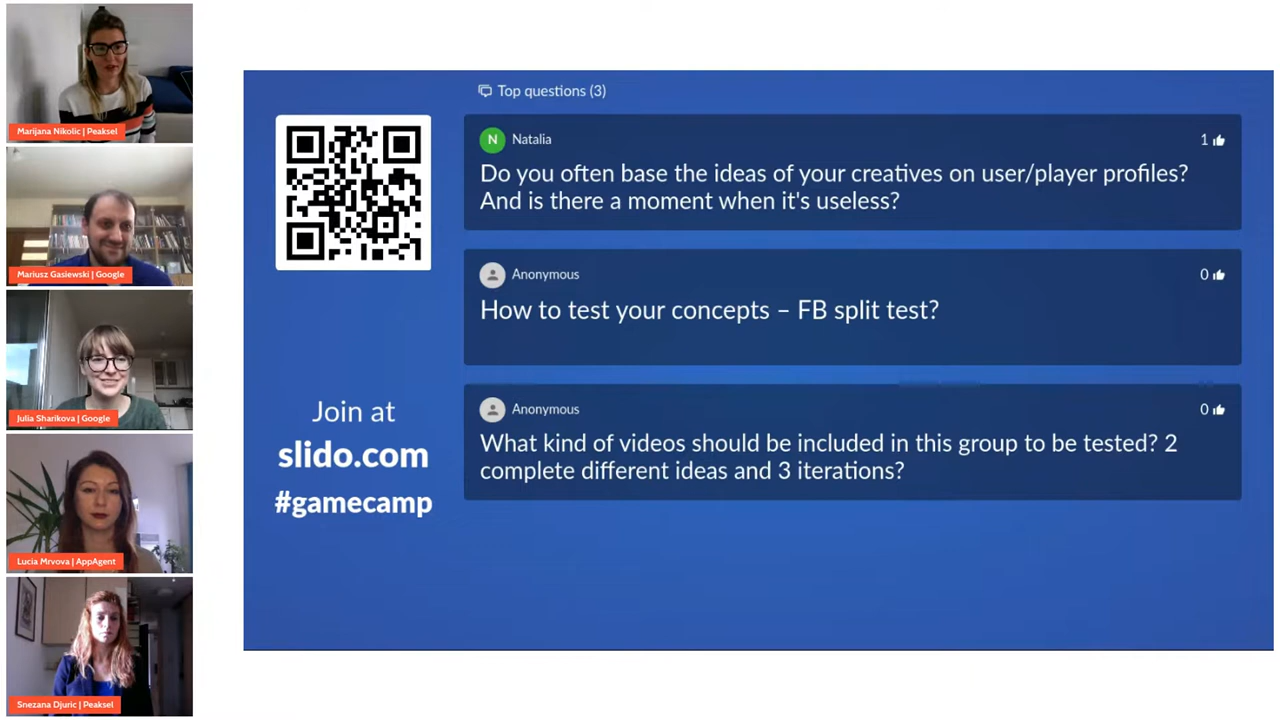 Marijana Nikolic | Peaksel
Mariusz Gasiewski | Google
Julia Sharikova | Google
Lucia Mrvova | AppAgent
Snezana Djuric | Peaksel
Join at
slido.com
#gamecamp
Top questions (3)
N Natalia 1
Do you often base the ideas of your creatives on user/player profiles?
And is there a moment when it's useless?
Anonymous 0
How to test your concepts – FB split test?
Anonymous 0
What kind of videos should be included in this group to be tested? 2
complete different ideas and 3 iterations?